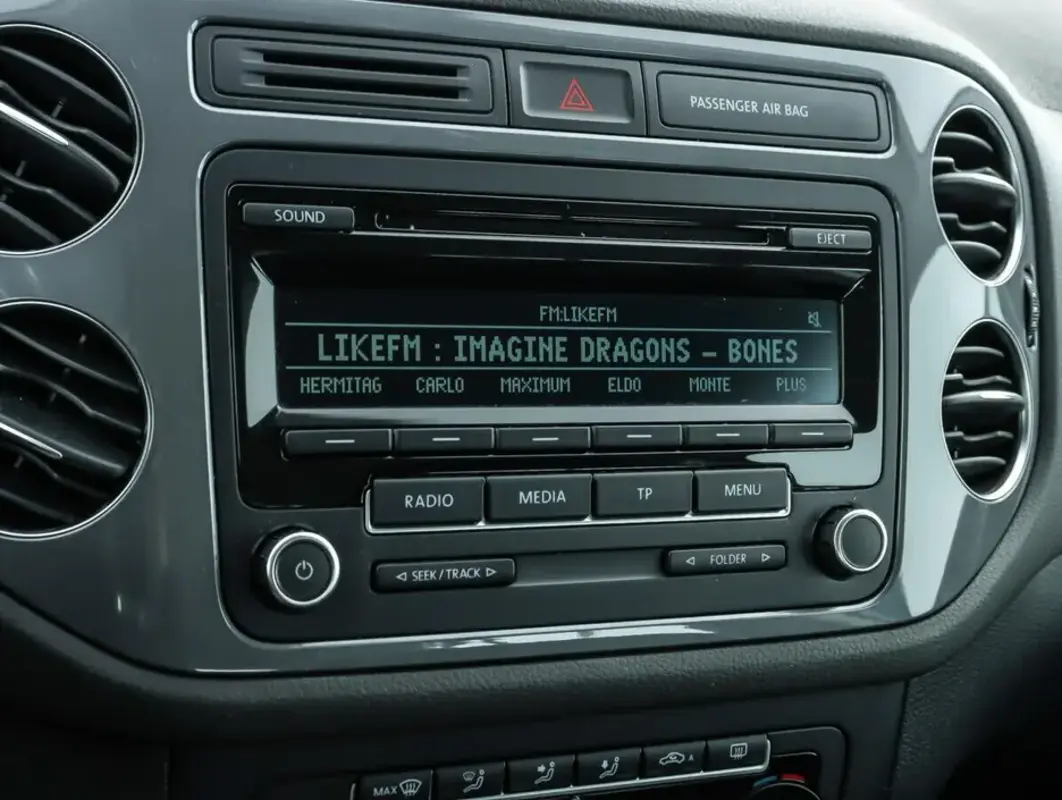 PASSENGER AIR BAG
SOUND
EJECT
FM:LIKEFM
LIKEFM : IMAGINE DRAGONS – BONES
HERMITAG CARLO MAXIMUM ELDO MONTE PLUS
RADIO MEDIA TP MENU
SEEK / TRACK FOLDER
MAX A